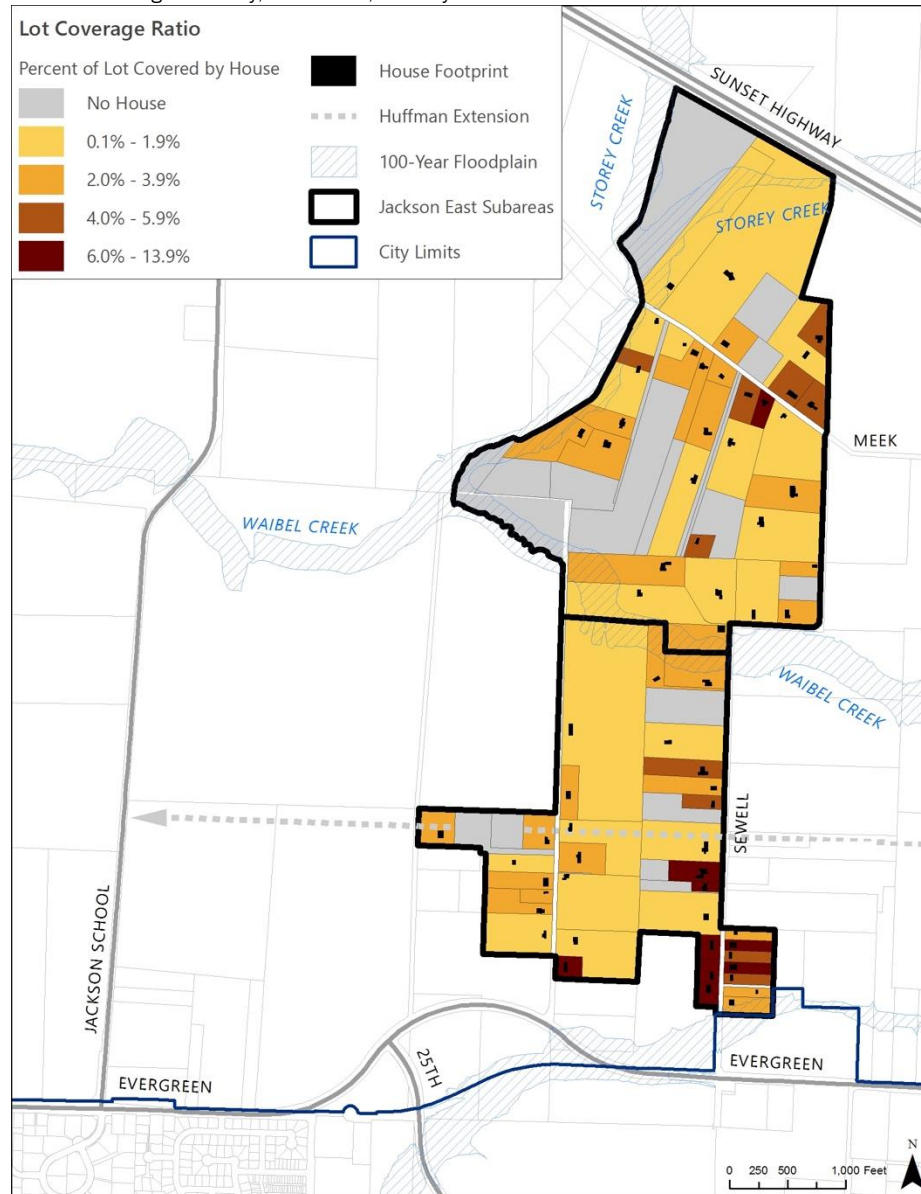 Lot Coverage Ratio
Percent of Lot Covered by House
No House
0.1% - 1.9%
2.0% - 3.9%
4.0% - 5.9%
6.0% - 13.9%
House Footprint
Huffman Extension
100-Year Floodplain
Jackson East Subareas
City Limits
SUNSET HIGHWAY
STOREY CREEK
STOREY CREEK
MEEK
WAIBEL CREEK
WAIBEL CREEK
SEWELL
JACKSON SCHOOL
25TH
EVERGREEN
EVERGREEN
N
0 250 500 1,000 Feet